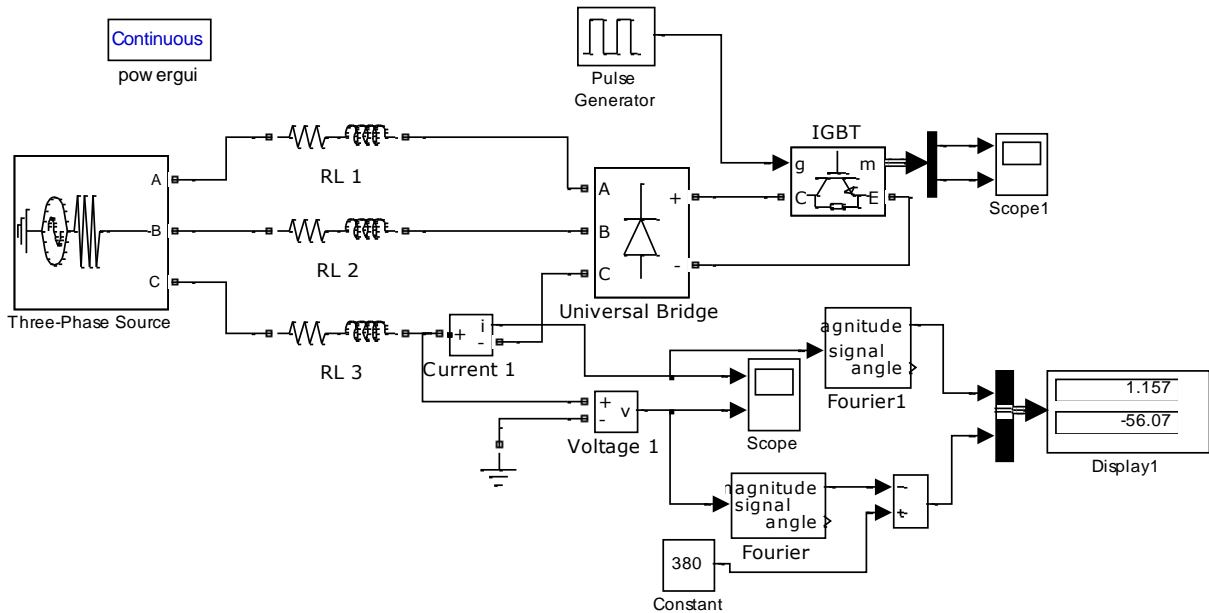 Continuous
pow ergui
Pulse
Generator
IGBT
g
m
C
E
Scope1
RL 1
A
B
C
Three-Phase Source
RL 2
A
B
C
+
-
Universal Bridge
RL 3
+
i
-
Current 1
+
-
v
Voltage 1
Scope
agnitude
signal
angle
Fourier1
1.157
-56.07
Display1
magnitude
signal
angle
Fourier
−
+
380
Constant